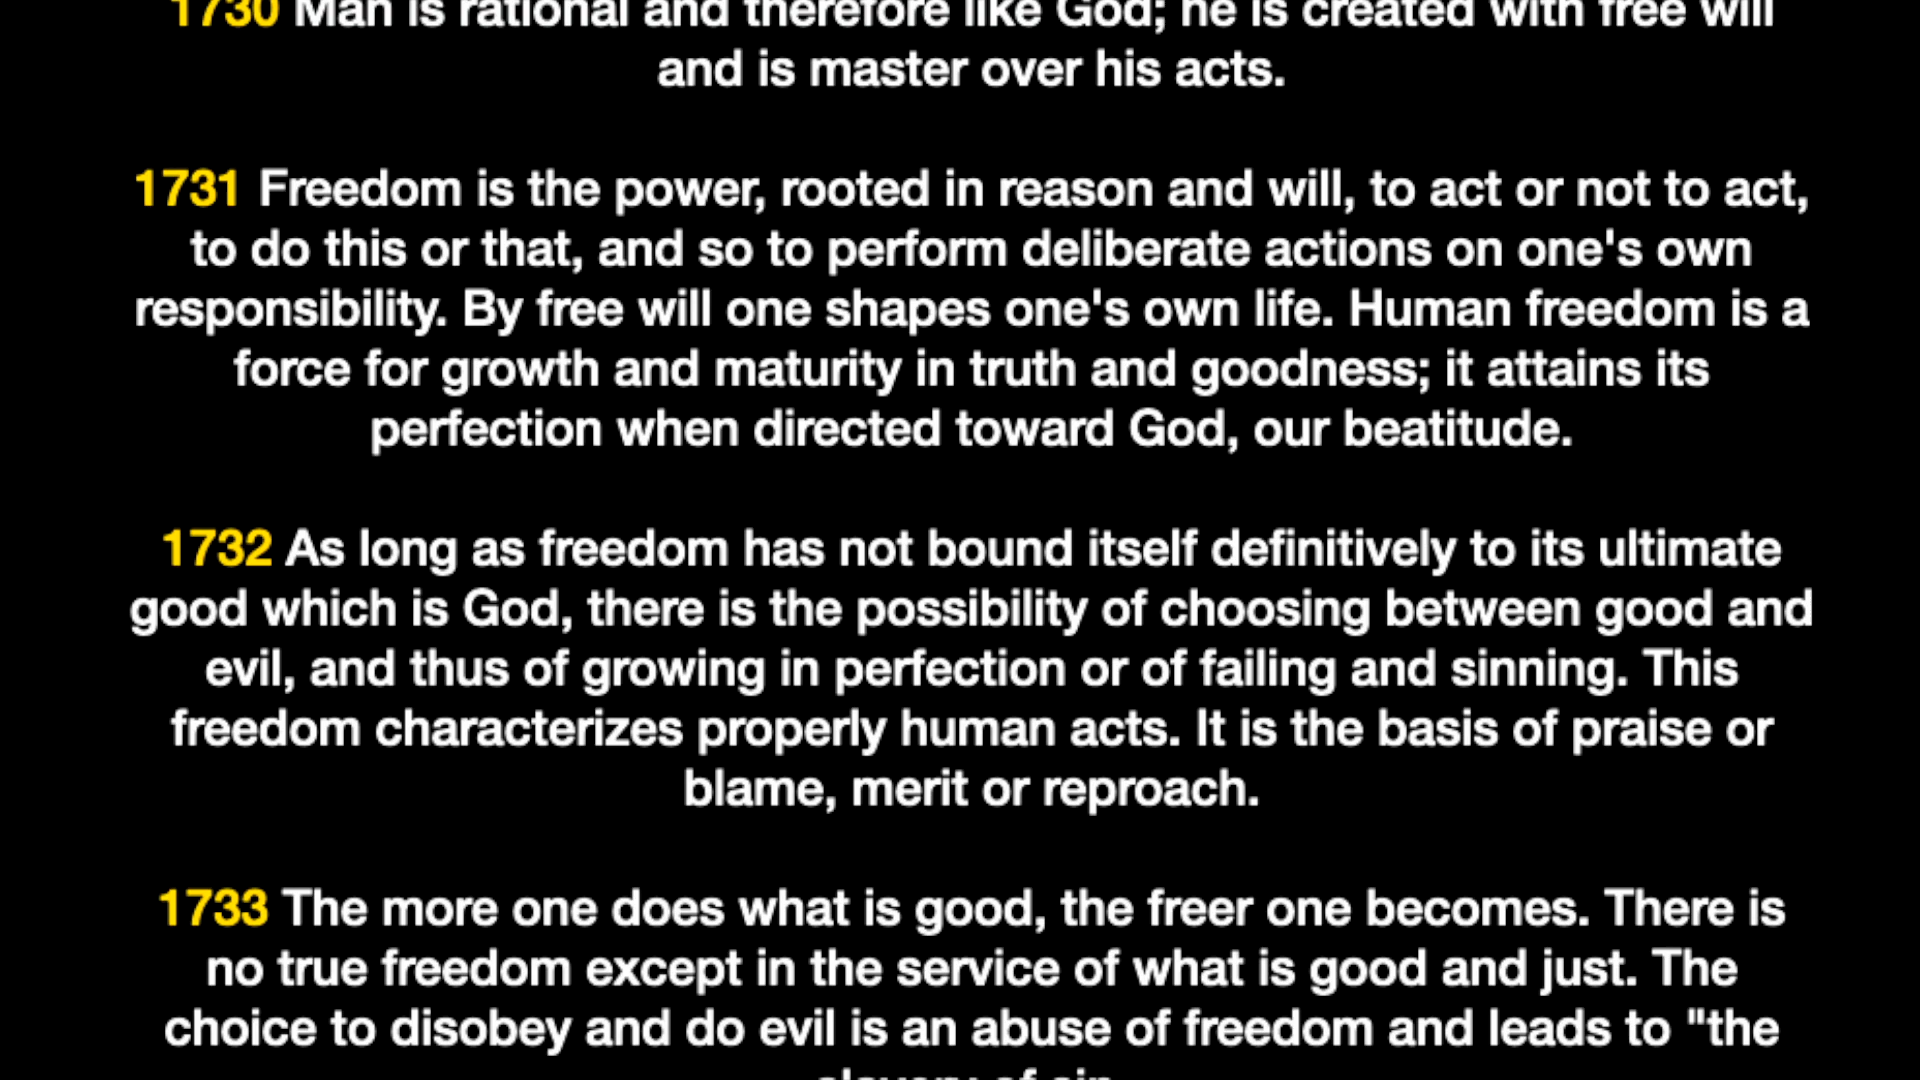 1730 Man is rational and therefore like God; he is created with free will
and is master over his acts.
1731 Freedom is the power, rooted in reason and will, to act or not to act,
to do this or that, and so to perform deliberate actions on one's own
responsibility. By free will one shapes one's own life. Human freedom is a
force for growth and maturity in truth and goodness; it attains its
perfection when directed toward God, our beatitude.
1732 As long as freedom has not bound itself definitively to its ultimate
good which is God, there is the possibility of choosing between good and
evil, and thus of growing in perfection or of failing and sinning. This
freedom characterizes properly human acts. It is the basis of praise or
blame, merit or reproach.
1733 The more one does what is good, the freer one becomes. There is
no true freedom except in the service of what is good and just. The
choice to disobey and do evil is an abuse of freedom and leads to "the
slavery of sin